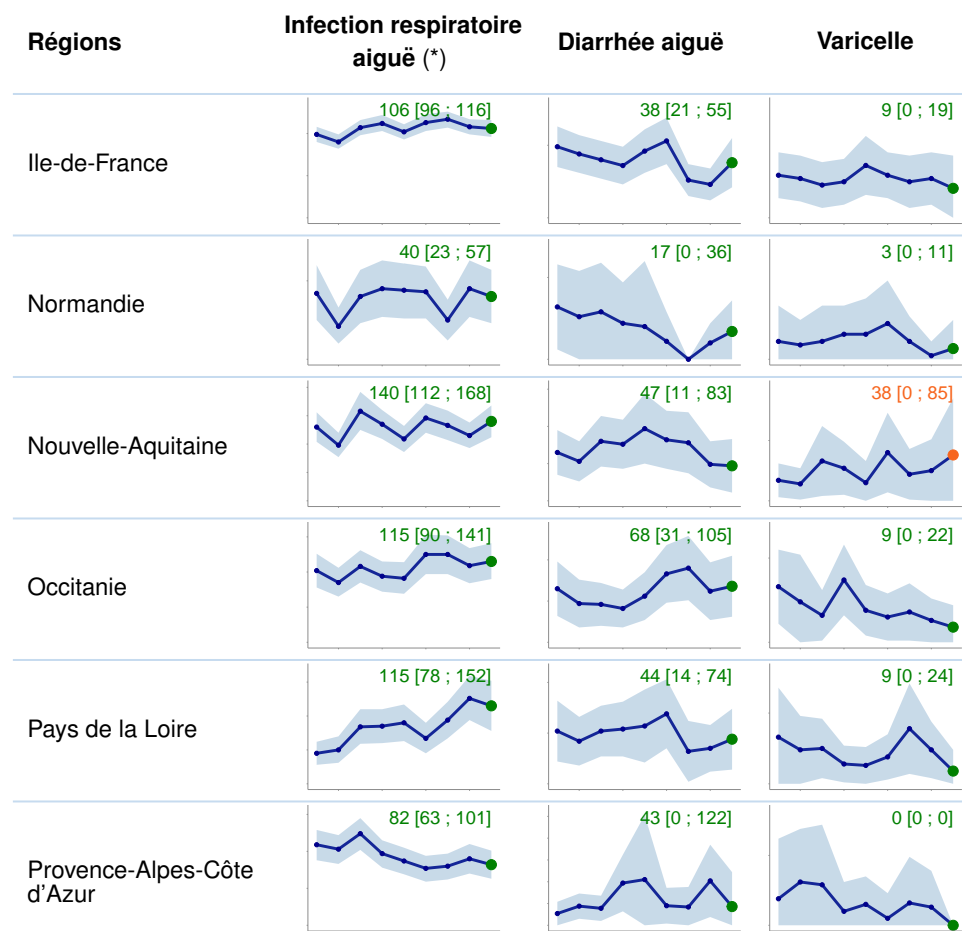 Régions
Infection respiratoire
aiguë (*)
Diarrhée aiguë
Varicelle
Ile-de-France
106 [96 ; 116]
38 [21 ; 55]
9 [0 ; 19]
Normandie
40 [23 ; 57]
17 [0 ; 36]
3 [0 ; 11]
Nouvelle-Aquitaine
140 [112 ; 168]
47 [11 ; 83]
38 [0 ; 85]
Occitanie
115 [90 ; 141]
68 [31 ; 105]
9 [0 ; 22]
Pays de la Loire
115 [78 ; 152]
44 [14 ; 74]
9 [0 ; 24]
Provence-Alpes-Côte
d'Azur
82 [63 ; 101]
43 [0 ; 122]
0 [0 ; 0]